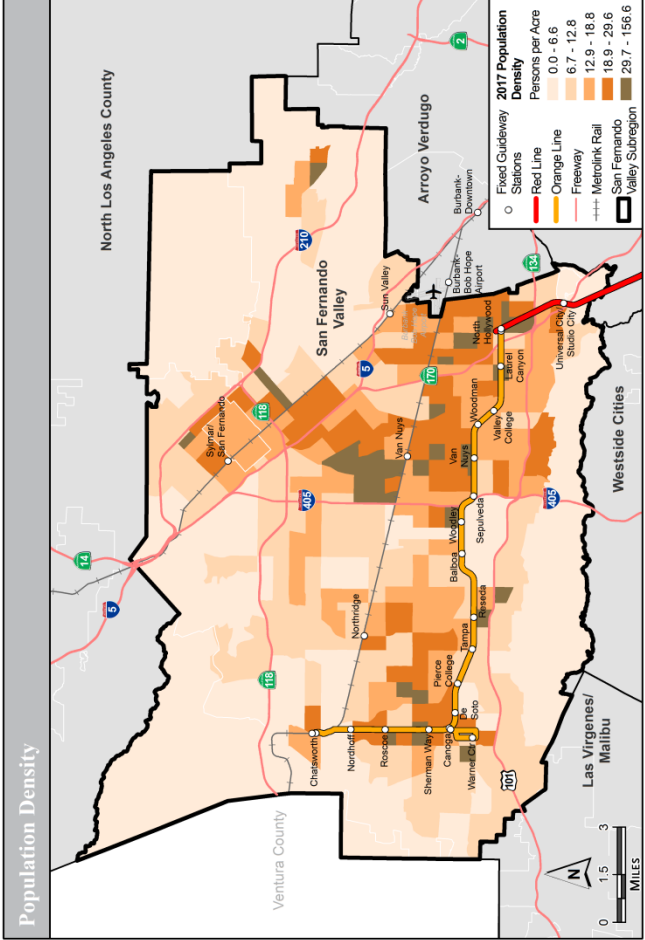 Population Density
North Los Angeles County
14
5
Ventura County
118
Sylmar/
San Fernando
118
405
210
San Fernando
Valley
5
Sun Valley
Arroyo Verdugo
2
Burbank-
Downtown
Burbank-
Bob Hope
Airport
170
134
Chatsworth
Northridge
Van Nuys
Nordhoff
Roscoe
Sherman Way
Canoga
Warner Ctr
De
Soto
Pierce
College
Tampa
Reseda
Balboa
Woodley
Sepulveda
Van
Nuys
Woodman
Valley
College
Laurel
Canyon
North
Hollywood
Universal City/
Studio City
101
405
Las Virgenes/
Malibu
Westside Cities
N
0 1.5 3
MILES
Fixed Guideway
Stations
Red Line
Orange Line
Freeway
Metrolink Rail
San Fernando
Valley Subregion
2017 Population
Density
Persons per Acre
0.0 - 6.6
6.7 - 12.8
12.9 - 18.8
18.9 - 29.6
29.7 - 156.6